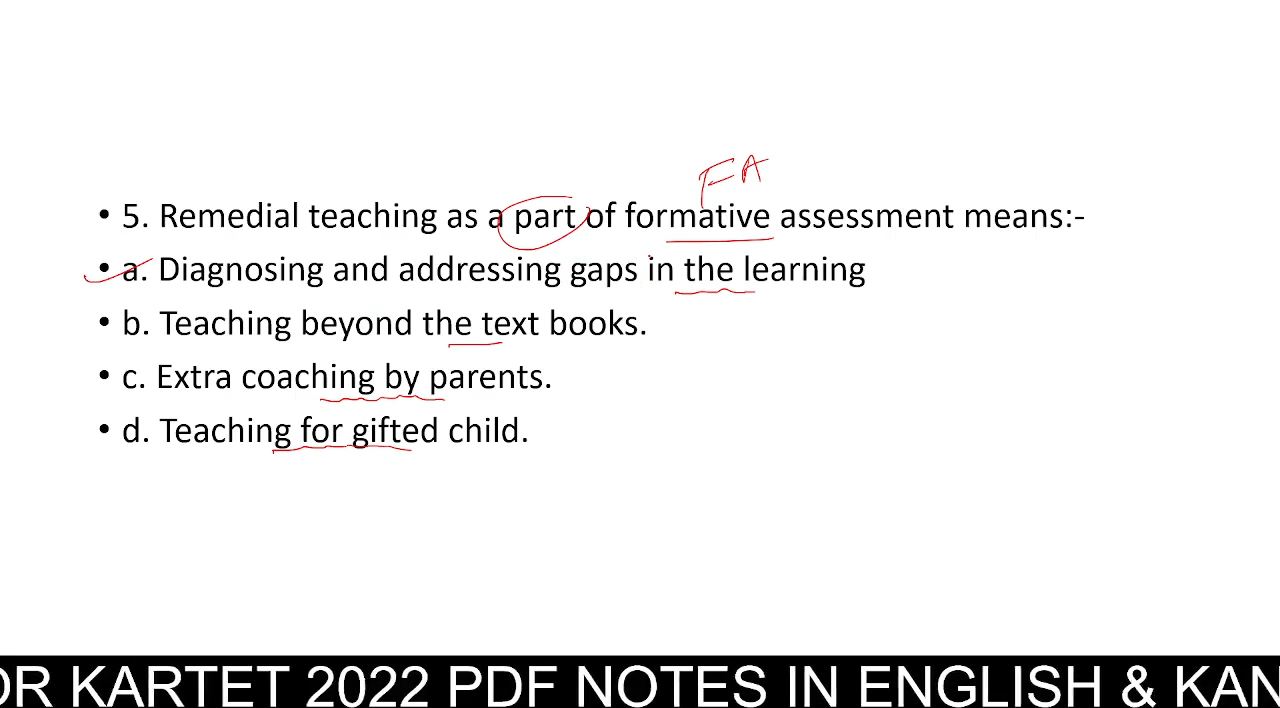 FA
• 5. Remedial teaching as a part of formative assessment means:-
• a. Diagnosing and addressing gaps in the learning
• b. Teaching beyond the text books.
• c. Extra coaching by parents.
• d. Teaching for gifted child.
OR KARTET 2022 PDF NOTES IN ENGLISH & KAN